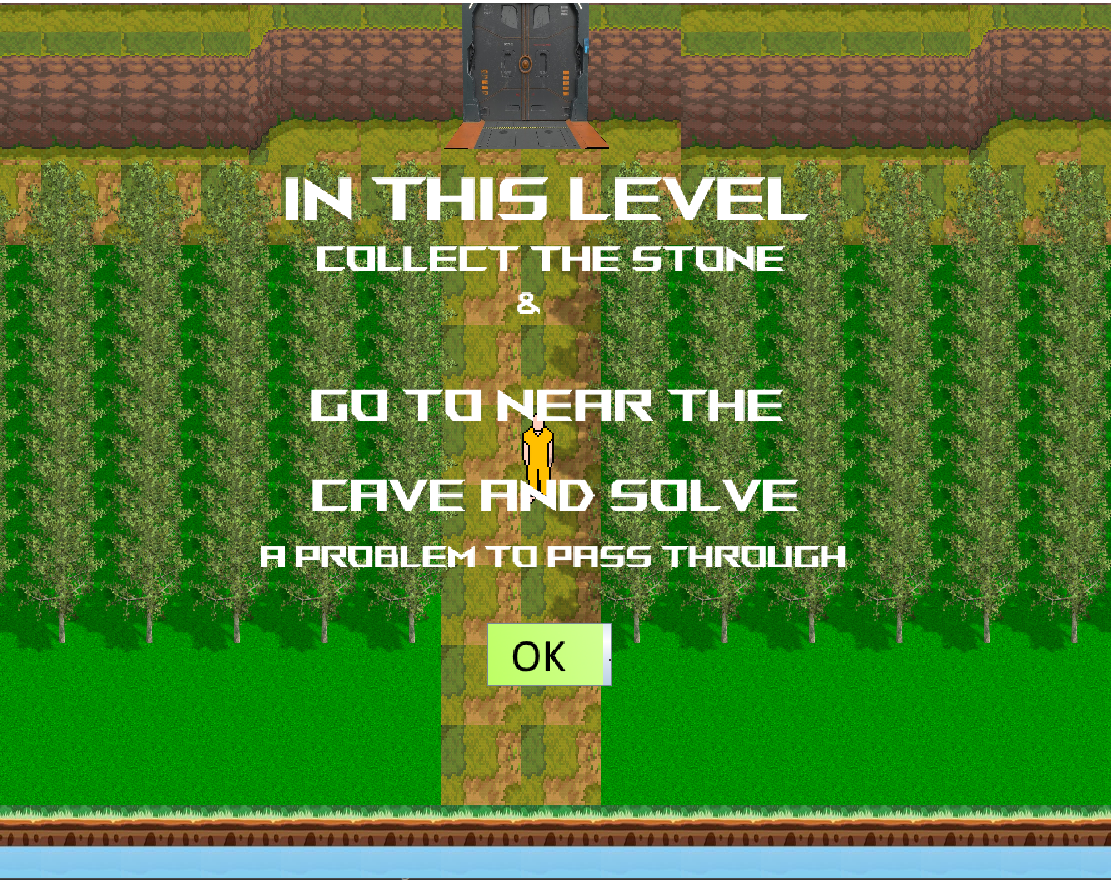 IN THIS LEVEL
COLLECT THE STONE
&
GO TO NEAR THE
CAVE AND SOLVE
A PROBLEM TO PASS THROUGH
OK